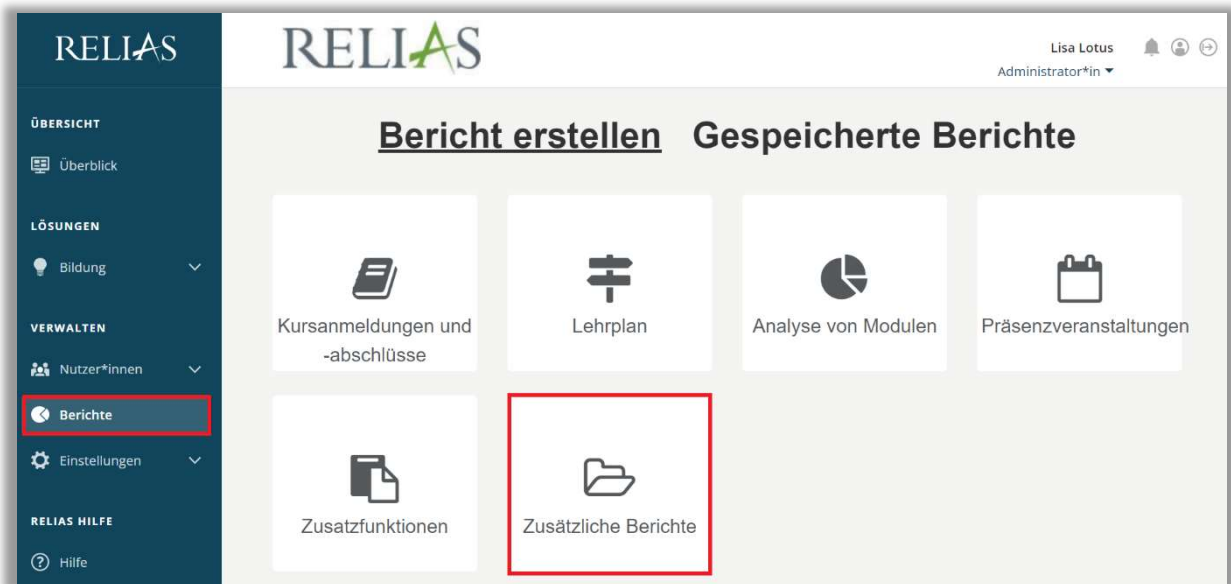 RELIAS
ÜBERSICHT
Überblick
LÖSUNGEN
Bildung
VERWALTEN
Nutzer*innen
Berichte
Einstellungen
RELIAS HILFE
Hilfe
RELIAS
Lisa Lotus
Administrator*in
Bericht erstellen Gespeicherte Berichte
Kursanmeldungen und
-abschlüsse
Lehrplan
Analyse von Modulen
Präsenzveranstaltungen
Zusatzfunktionen
Zusätzliche Berichte